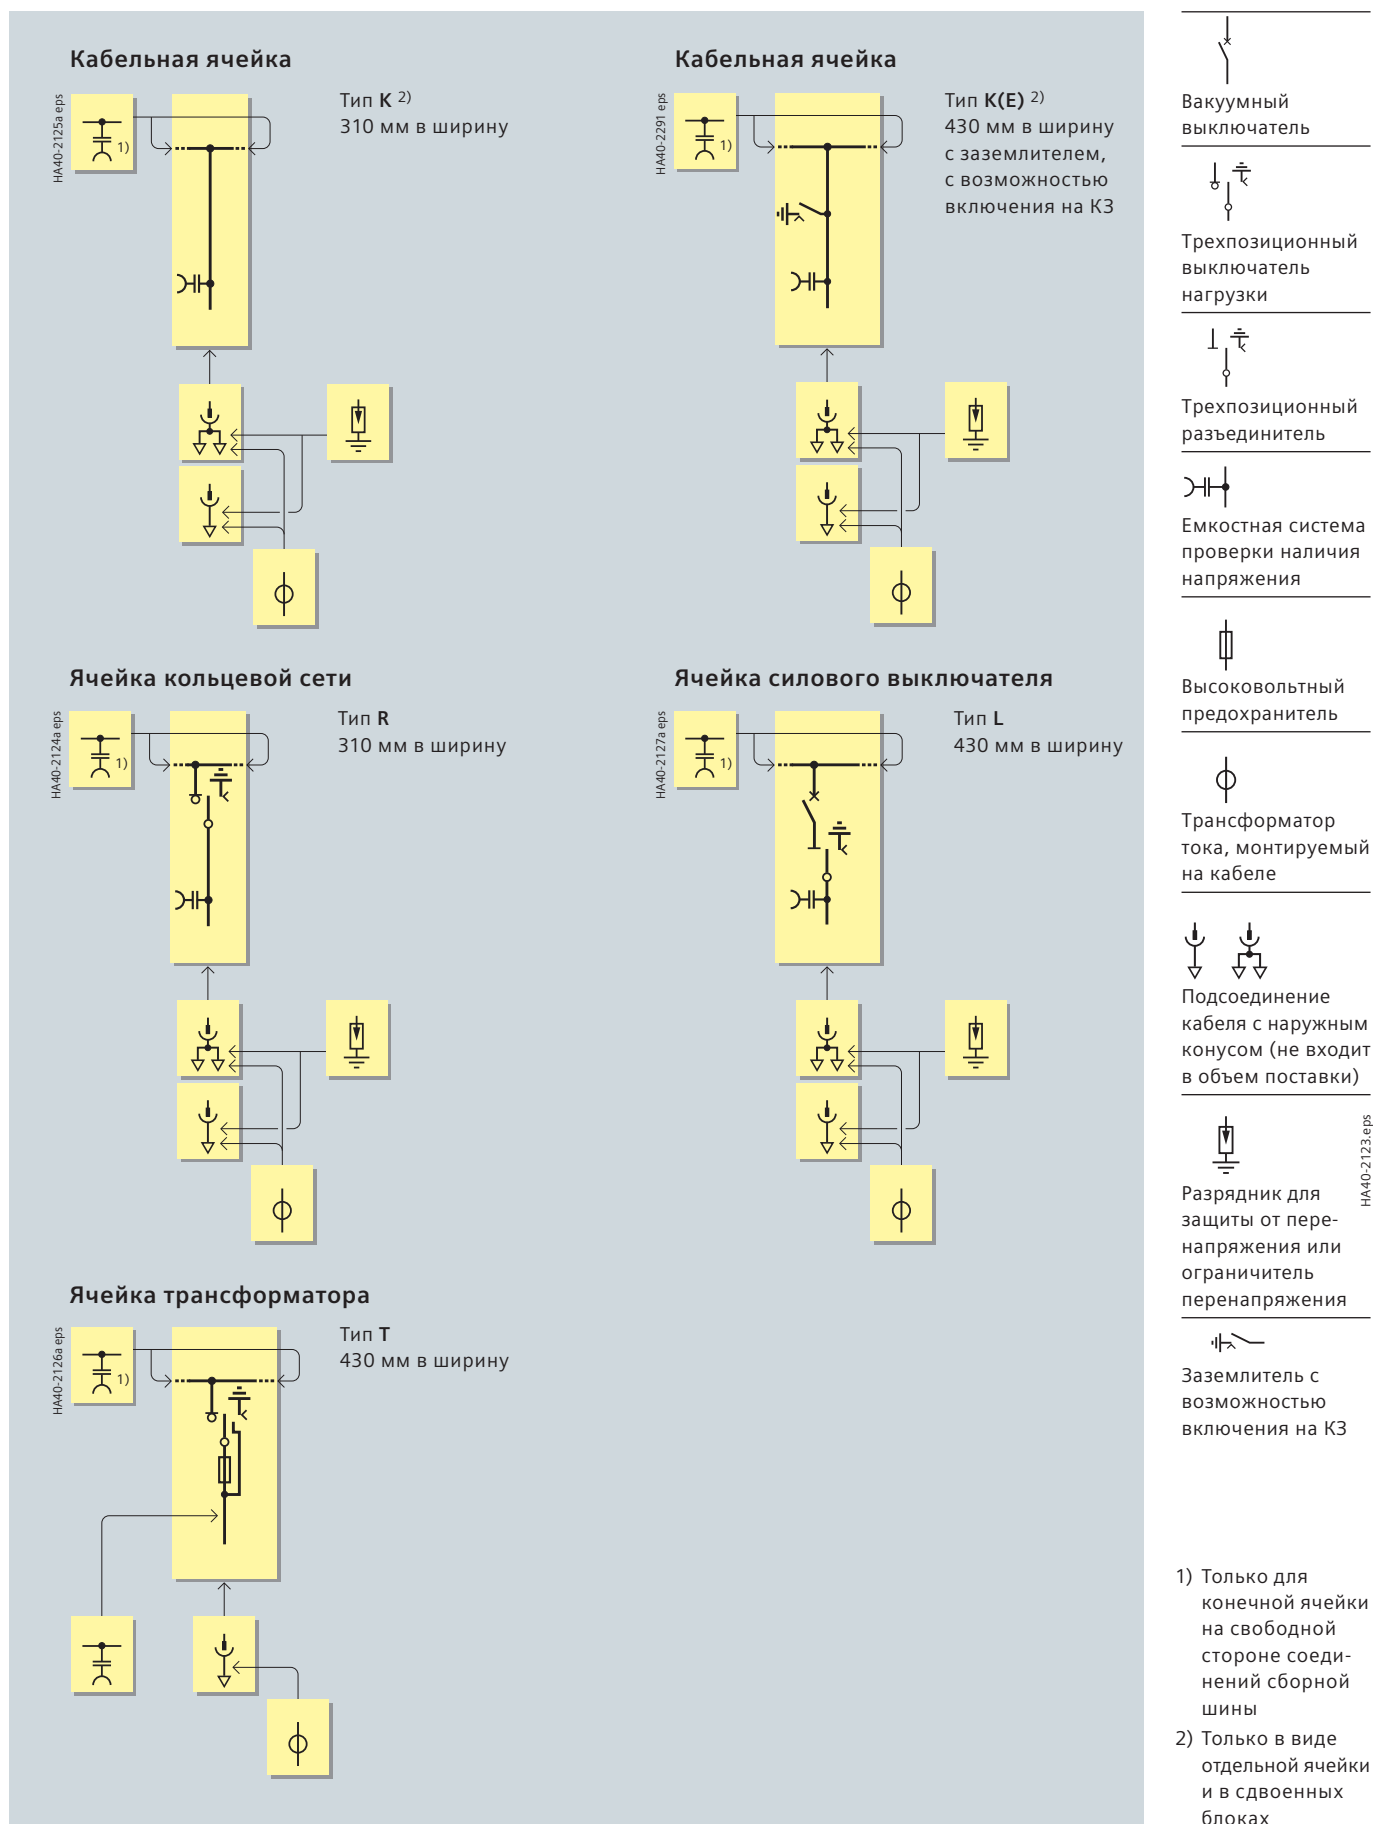 Кабельная ячейка
HA40-2125a eps
1)
Тип K 2)
310 мм в ширину
Кабельная ячейка
HA40-2291 eps
1)
Тип K(E) 2)
430 мм в ширину
с заземлителем,
с возможностью
включения на КЗ
Ячейка кольцевой сети
HA40-2124a eps
1)
Тип R
310 мм в ширину
Ячейка силового выключателя
HA40-2127a eps
1)
Тип L
430 мм в ширину
Ячейка трансформатора
HA40-2126a eps
1)
Тип T
430 мм в ширину
Вакуумный
выключатель
Трехпозиционный
выключатель
нагрузки
Трехпозиционный
разъединитель
Емкостная система
проверки наличия
напряжения
Высоковольтный
предохранитель
Трансформатор
тока, монтируемый
на кабеле
Подсоединение
кабеля с наружным
конусом (не входит
в объем поставки)
HA40-2123.eps
Разрядник для
защиты от пере-
напряжения или
ограничитель
перенапряжения
Заземлитель с
возможностью
включения на КЗ
1) Только для
конечной ячейки
на свободной
стороне соеди-
нений сборной
шины
2) Только в виде
отдельной ячейки
и в сдвоенных
блоках